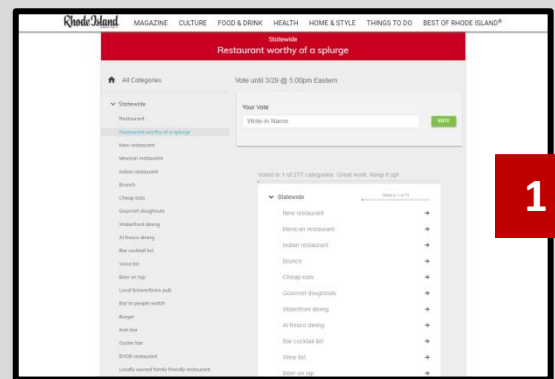 Rhode Island MAGAZINE CULTURE FOOD & DRINK HEALTH HOME & STYLE THINGS TO DO BEST OF RHODE ISLAND®
Statewide
Restaurant worthy of a splurge
All Categories
Statewide
Restaurant
Restaurant worthy of a splurge
New restaurant
Mexican restaurant
Indian restaurant
Brunch
Cheap eats
Gourmet doughnuts
Waterfront dining
Al fresco dining
Bar cocktail list
Wine list
Beer on tap
Local brewer/brew pub
Bar to people watch
Burger
Irish bar
Oyster bar
BYOB restaurant
Locally owned family friendly restaurant
Vote until 3/29 @ 5:00pm Eastern
Your Vote
Write-in Name
VOTE
Voted in 1 of 277 categories. Great work. Keep it up!
Statewide
New restaurant
Mexican restaurant
Indian restaurant
Brunch
Cheap eats
Gourmet doughnuts
Waterfront dining
Al fresco dining
Bar cocktail list
Wine list
Beer on tap
1